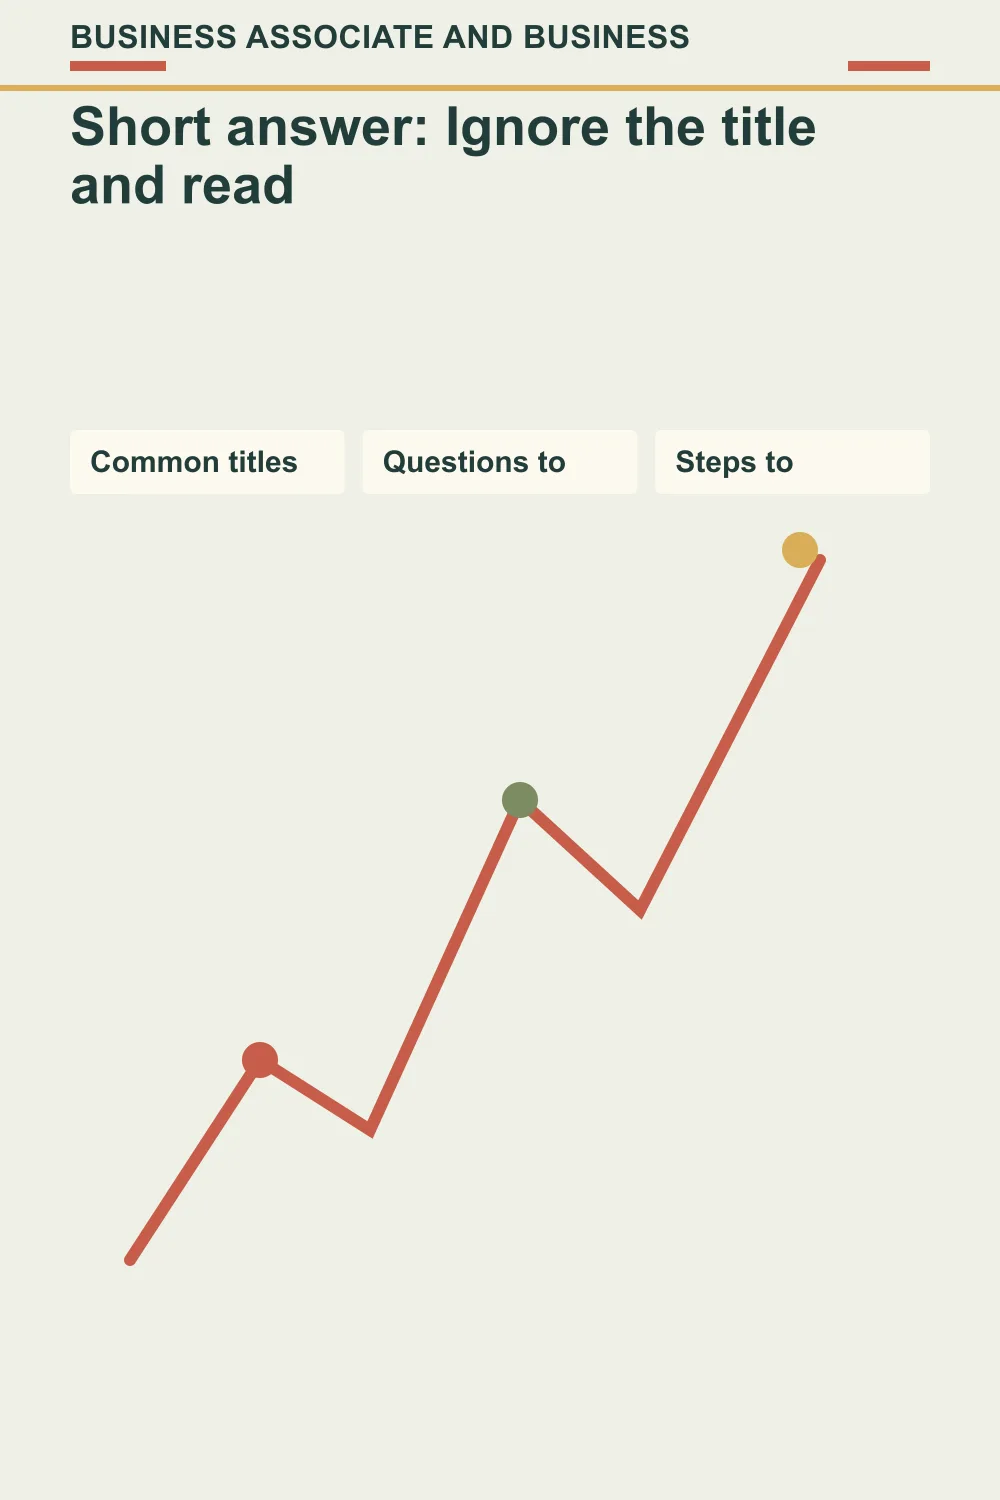 BUSINESS ASSOCIATE AND BUSINESS
Short answer: Ignore the title
and read
Common titles
Questions to
Steps to